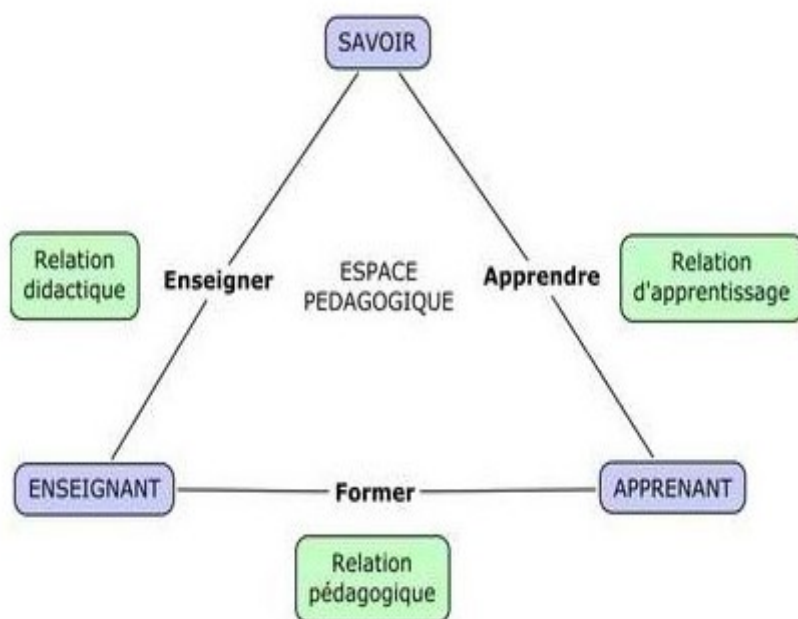 SAVOIR
Relation
didactique
Enseigner
ESPACE
PEDAGOGIQUE
Apprendre
Relation
d'apprentissage
ENSEIGNANT
Former
APPRENANT
Relation
pédagogique